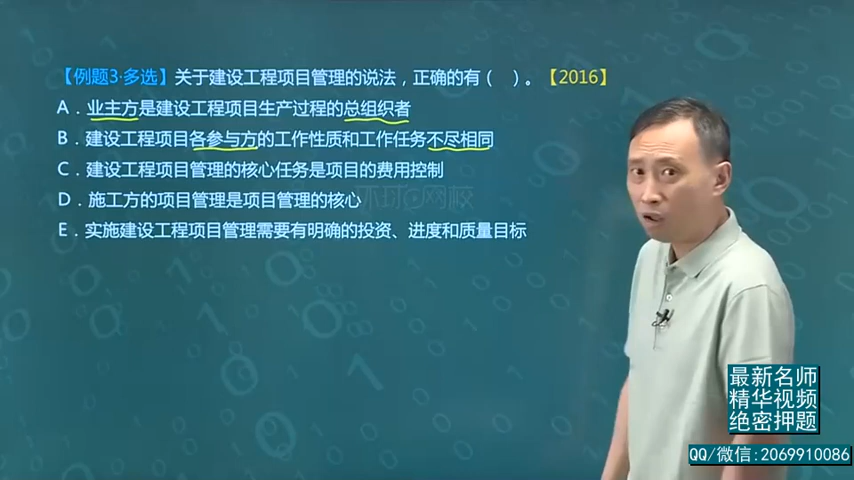 【例题3·多选】关于建设工程项目管理的说法，正确的有（　）。【2016】
A．业主方是建设工程项目生产过程的总组织者
B．建设工程项目各参与方的工作性质和工作任务不尽相同
C．建设工程项目管理的核心任务是项目的费用控制
D．施工方的项目管理是项目管理的核心
环球网校
E．实施建设工程项目管理需要有明确的投资、进度和质量目标
最新名师
精华视频
绝密押题
QQ/微信:2069910086